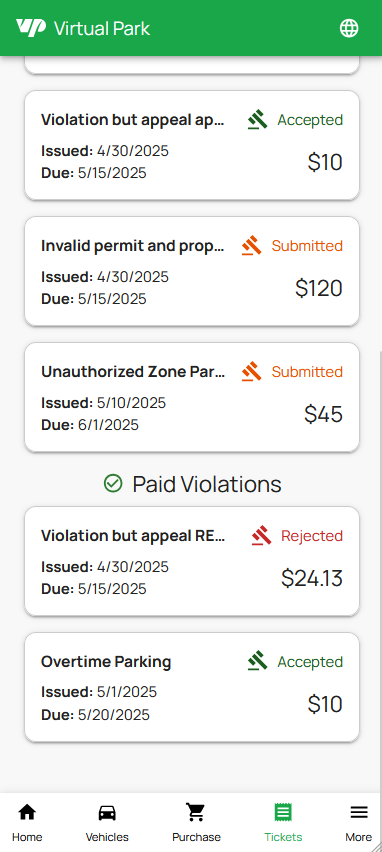 VP Virtual Park
Violation but appeal ap... Accepted
Issued: 4/30/2025
$10
Due: 5/15/2025
Invalid permit and prop... Submitted
Issued: 4/30/2025
$120
Due: 5/15/2025
Unauthorized Zone Par... Submitted
Issued: 5/10/2025
$45
Due: 6/1/2025
Paid Violations
Violation but appeal RE... Rejected
Issued: 4/30/2025
$24.13
Due: 5/15/2025
Overtime Parking Accepted
Issued: 5/1/2025
$10
Due: 5/20/2025
Home Vehicles Purchase Tickets More